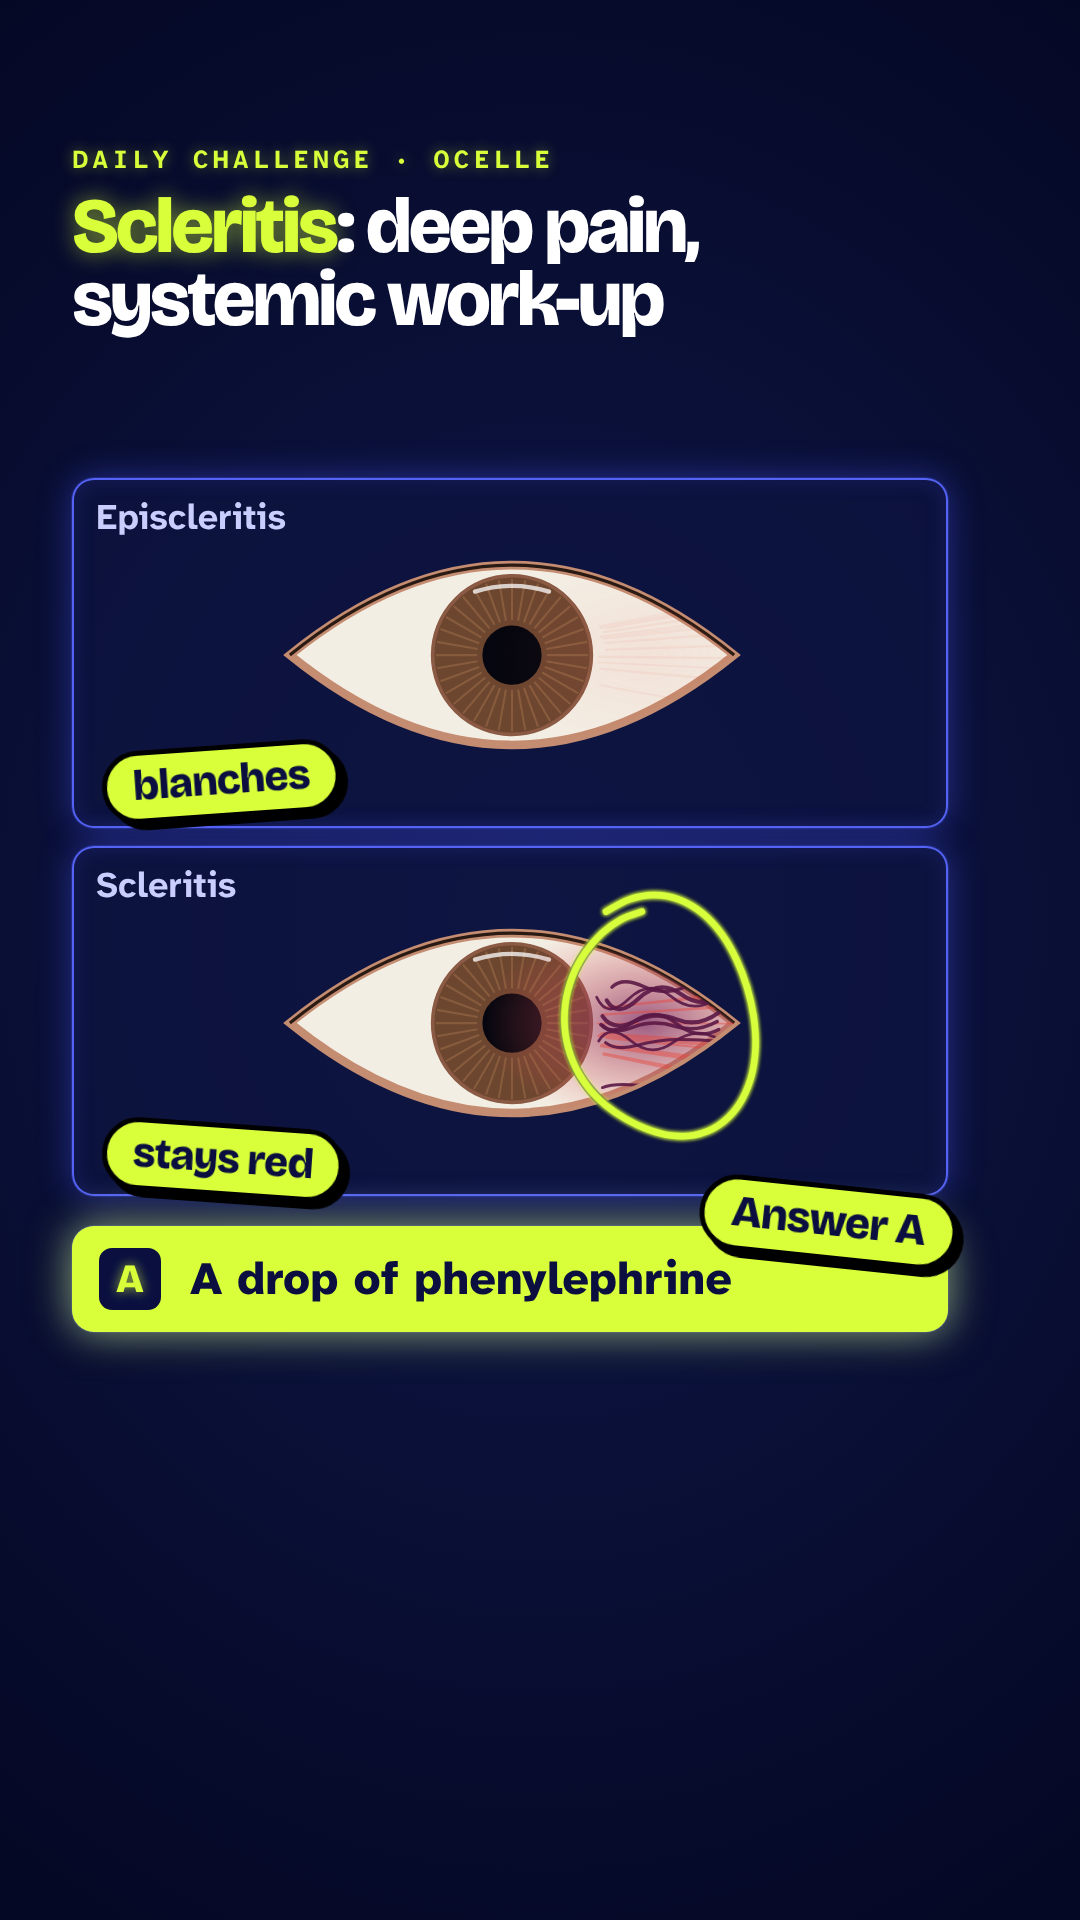 DAILY CHALLENGE · OCELLE
Scleritis: deep pain,
systemic work-up
Episcleritis
blanches
Scleritis
stays red
Answer A
A A drop of phenylephrine